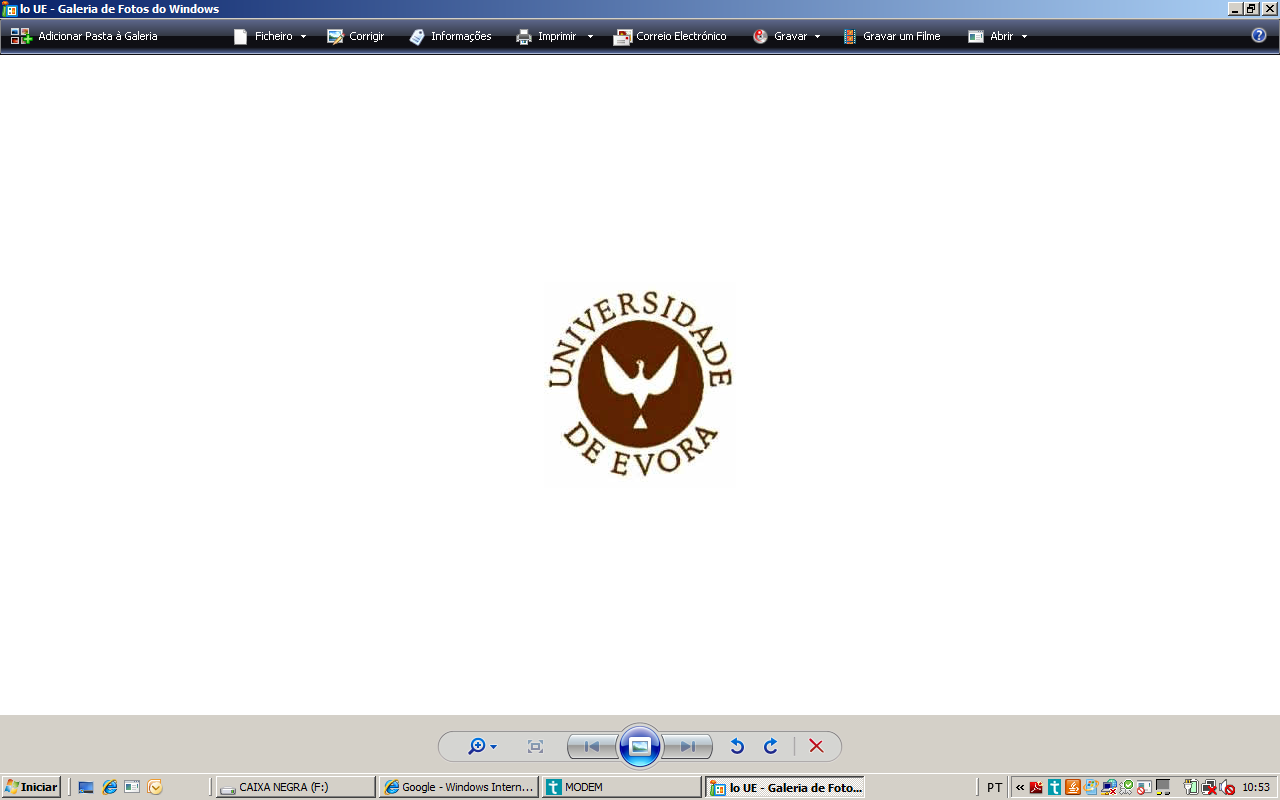 lo UE - Galeria de Fotos do Windows
Adicionar Pasta à Galeria Ficheiro Corrigir Informações Imprimir Correio Electrónico Gravar Gravar um Filme Abrir
UNIVERSIDADE
DE EVORA
Iniciar CAIXA NEGRA (F:) Google - Windows Intern... MODEM lo UE - Galeria de Foto... PT « 10:53